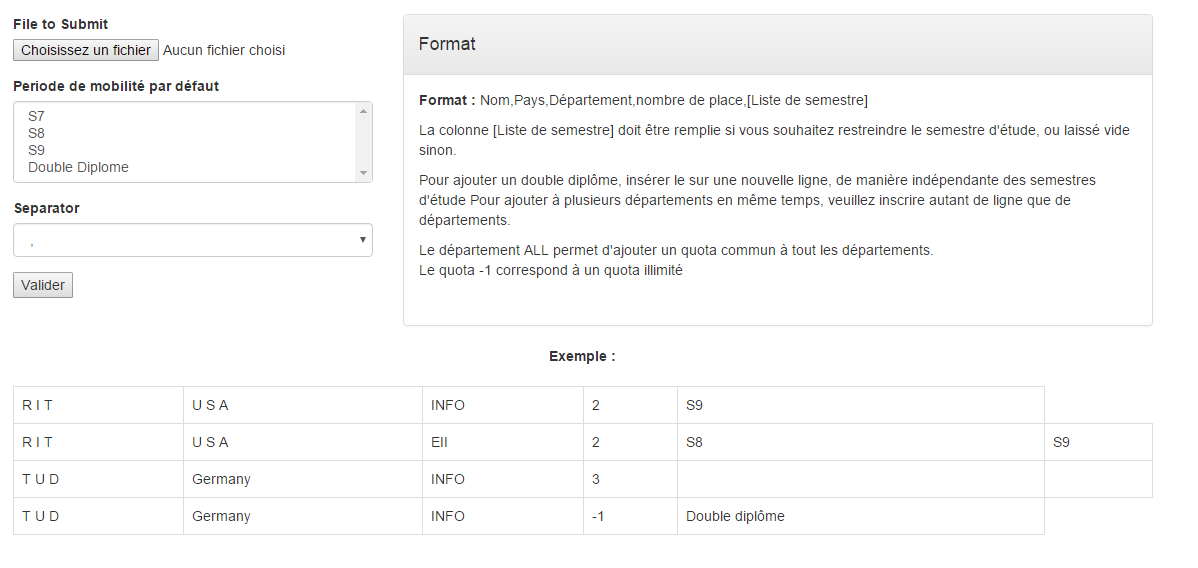 File to Submit
Choisissez un fichier Aucun fichier choisi
Periode de mobilité par défaut
S7
S8
S9
Double Diplome
Separator
,
Valider
Format
Format : Nom,Pays,Département,nombre de place,[Liste de semestre]
La colonne [Liste de semestre] doit être remplie si vous souhaitez restreindre le semestre d'étude, ou laissé vide
sinon.
Pour ajouter un double diplôme, insérer le sur une nouvelle ligne, de manière indépendante des semestres
d'étude Pour ajouter à plusieurs départements en même temps, veuillez inscrire autant de ligne que de
départements.
Le département ALL permet d'ajouter un quota commun à tout les départements.
Le quota -1 correspond à un quota illimité
Exemple :
R I T U S A INFO 2 S9
R I T U S A EII 2 S8 S9
T U D Germany INFO 3
T U D Germany INFO -1 Double diplôme